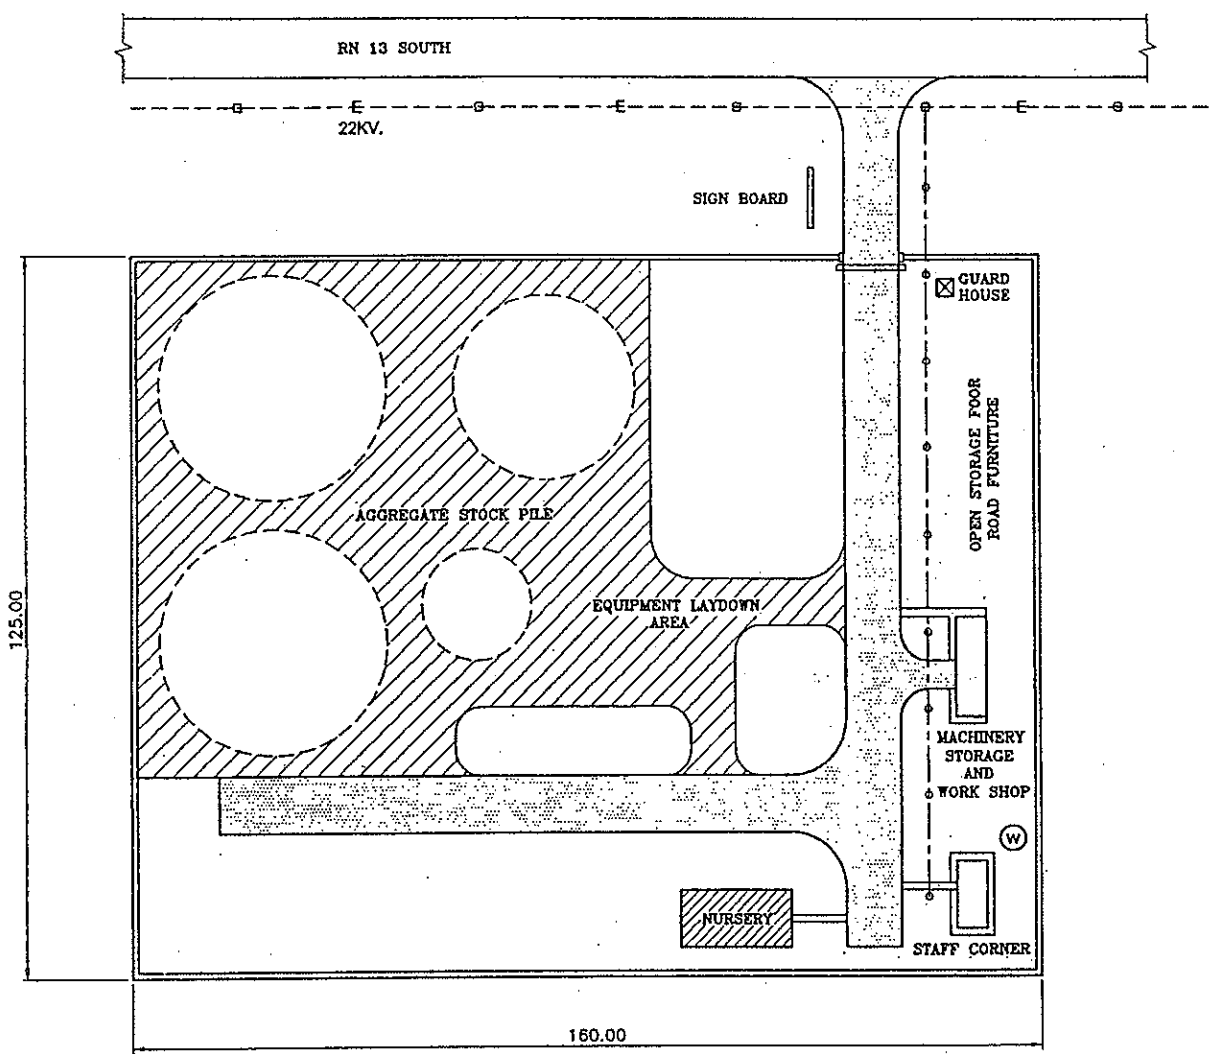 RN 13 SOUTH
E
E
E
22KV.
SIGN BOARD
GUARD
HOUSE
OPEN STORAGE FOOR
ROAD FURNITURE
AGGREGATE STOCK PILE
EQUIPMENT LAYDOWN
AREA
125.00
MACHINERY
STORAGE
AND
WORK SHOP
W
NURSERY
STAFF CORNER
160.00